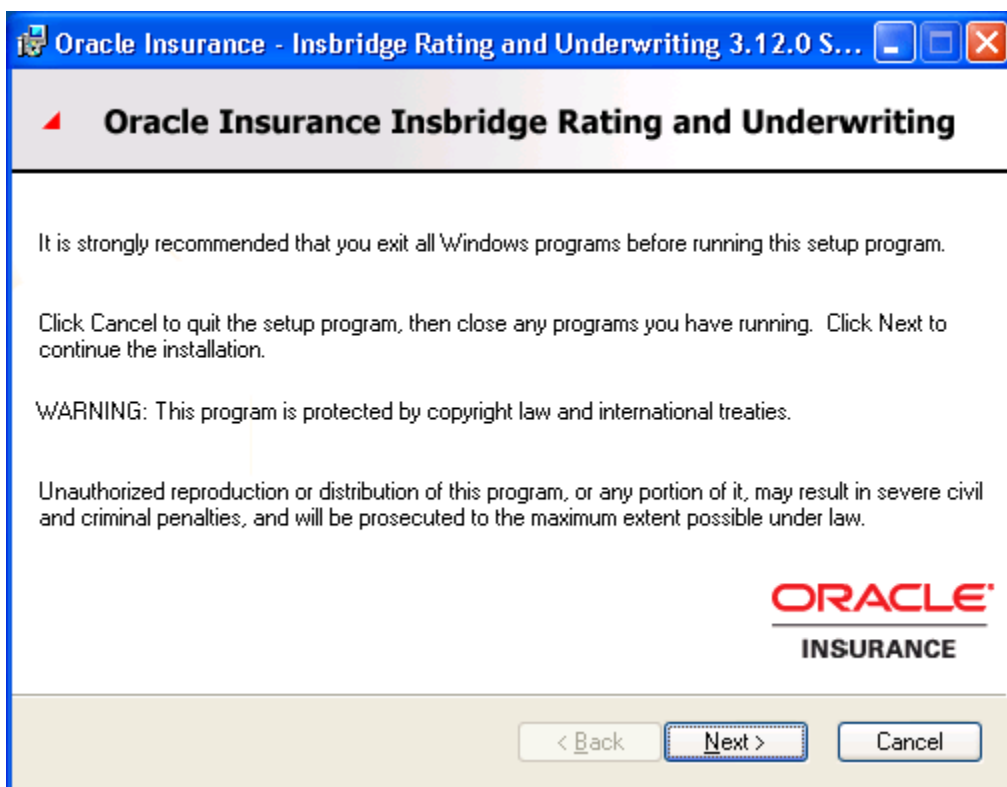 Oracle Insurance - Insbridge Rating and Underwriting 3.12.0 S...
Oracle Insurance Insbridge Rating and Underwriting
It is strongly recommended that you exit all Windows programs before running this setup program.
Click Cancel to quit the setup program, then close any programs you have running.  Click Next to
continue the installation.
WARNING: This program is protected by copyright law and international treaties.
Unauthorized reproduction or distribution of this program, or any portion of it, may result in severe civil
and criminal penalties, and will be prosecuted to the maximum extent possible under law.
ORACLE
INSURANCE
< Back
Next >
Cancel